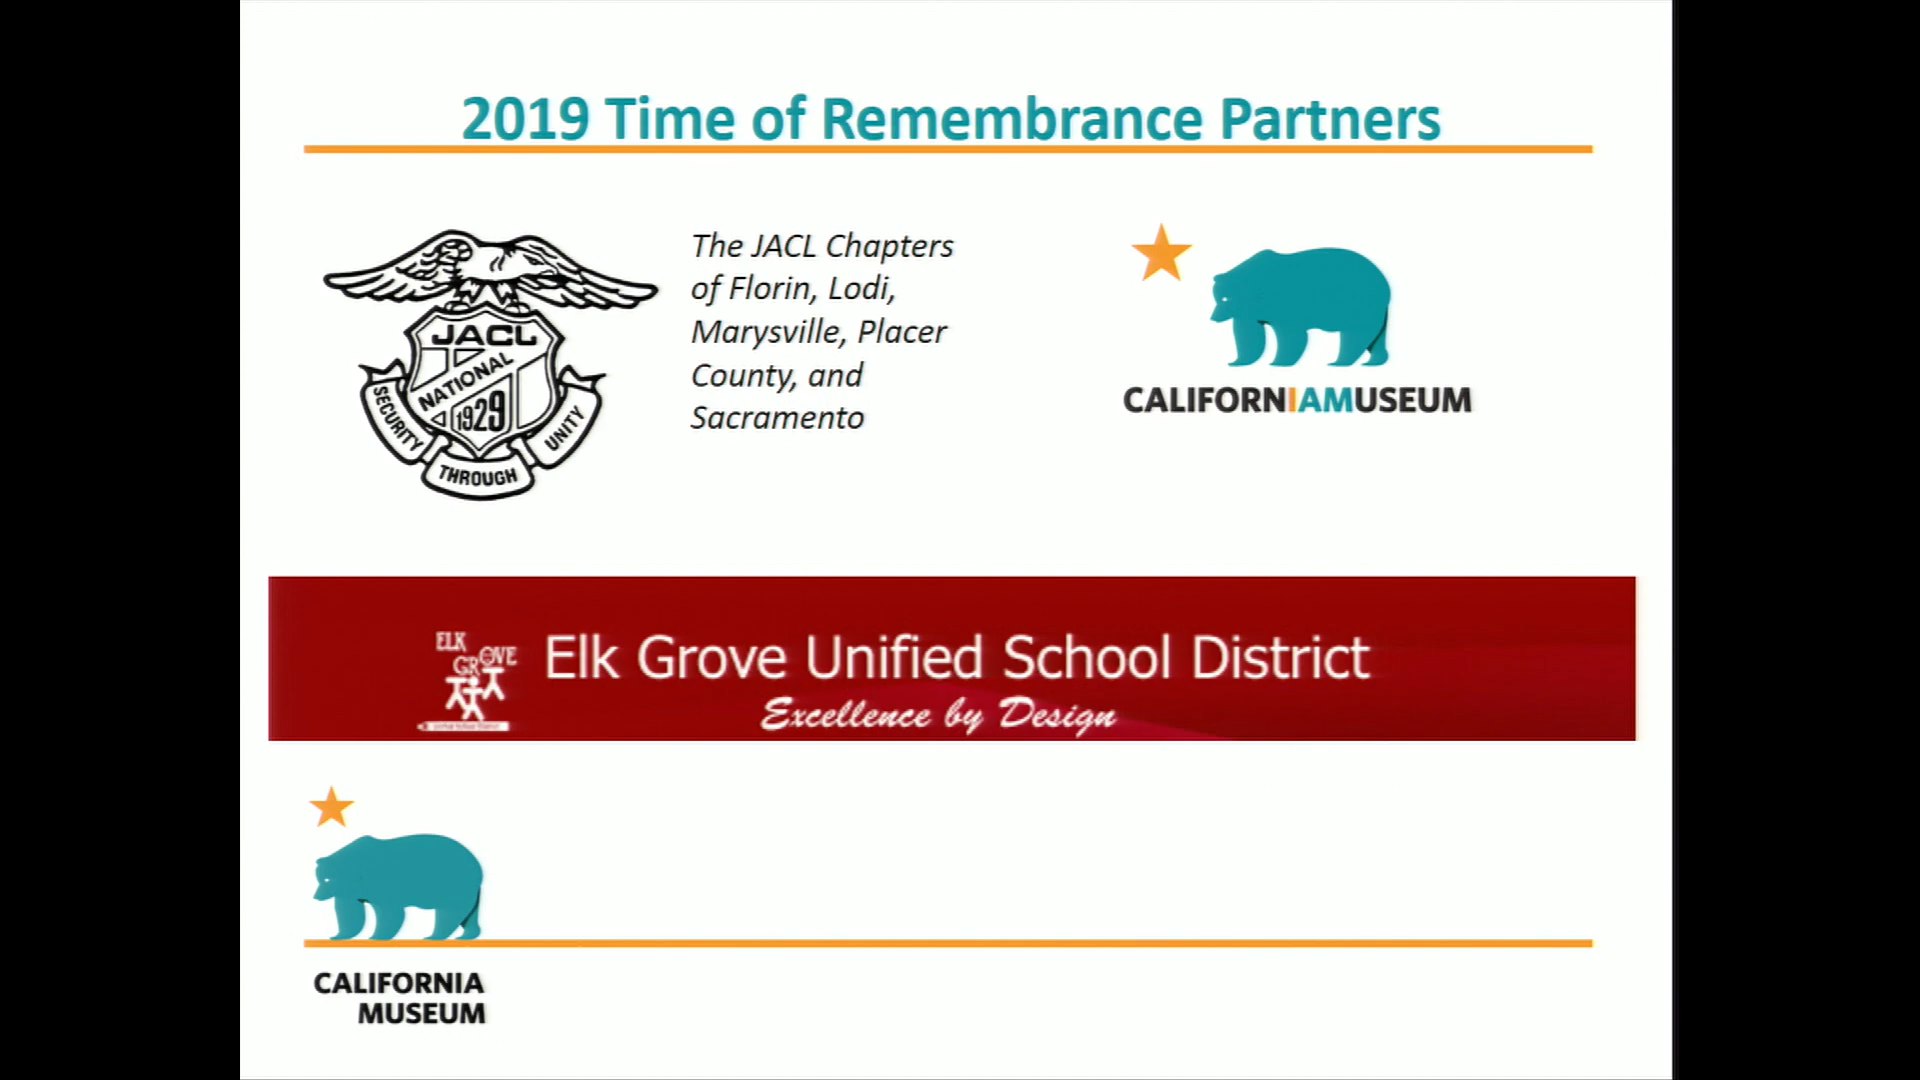 2019 Time of Remembrance Partners
JACL
NATIONAL
1929
SECURITY
THROUGH
UNITY
The JACL Chapters
of Florin, Lodi,
Marysville, Placer
County, and
Sacramento
CALIFORNIAMUSEUM
ELK
GROVE
Elk Grove Unified School District
Excellence by Design
CALIFORNIA
MUSEUM